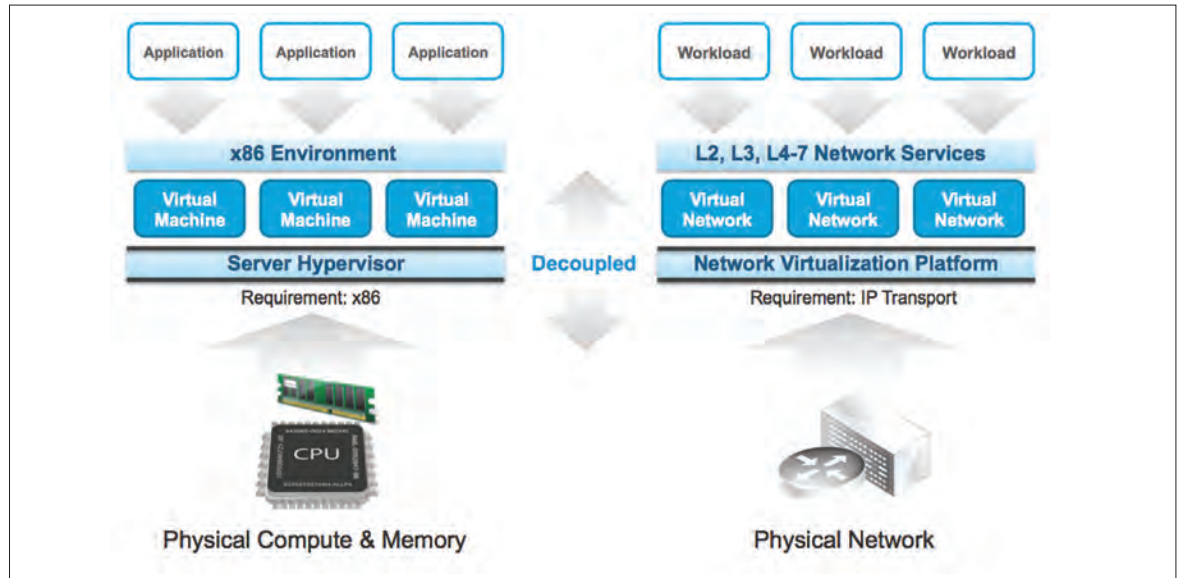 Application Application Application
x86 Environment
Virtual Machine Virtual Machine Virtual Machine
Server Hypervisor
Requirement: x86
CPU
Physical Compute & Memory
Decoupled
Workload Workload Workload
L2, L3, L4-7 Network Services
Virtual Network Virtual Network Virtual Network
Network Virtualization Platform
Requirement: IP Transport
Physical Network